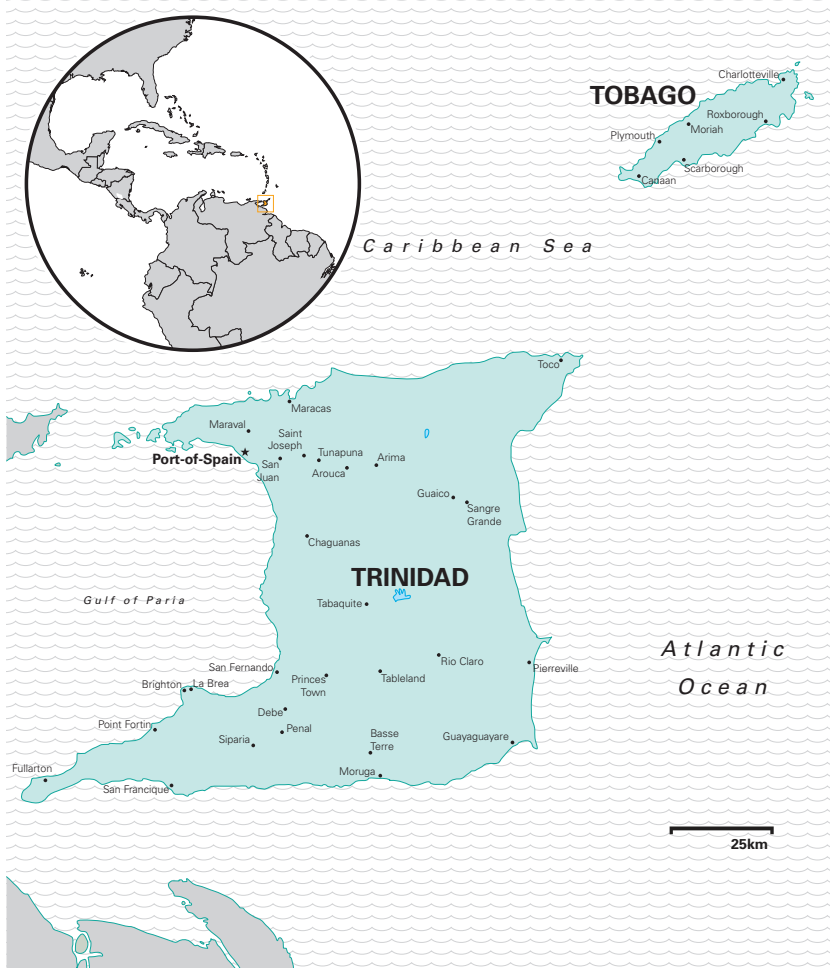 Charlotteville
TOBAGO
Roxborough
Moriah
Plymouth
Scarborough
Canaan
Caribbean Sea
Toco
Maracas
Maraval
Saint
Joseph
Tunapuna
Port-of-Spain
San
Juan
Arouca
Arima
Guaico
Sangre
Grande
Chaguanas
TRINIDAD
Gulf of Paria
Tabaquite
Atlantic
Ocean
San Fernando
Rio Claro
Pierreville
Brighton
La Brea
Princes
Town
Tableland
Debe
Point Fortin
Penal
Siparia
Basse
Terre
Guayaguayare
Fullarton
Moruga
San Francique
25km